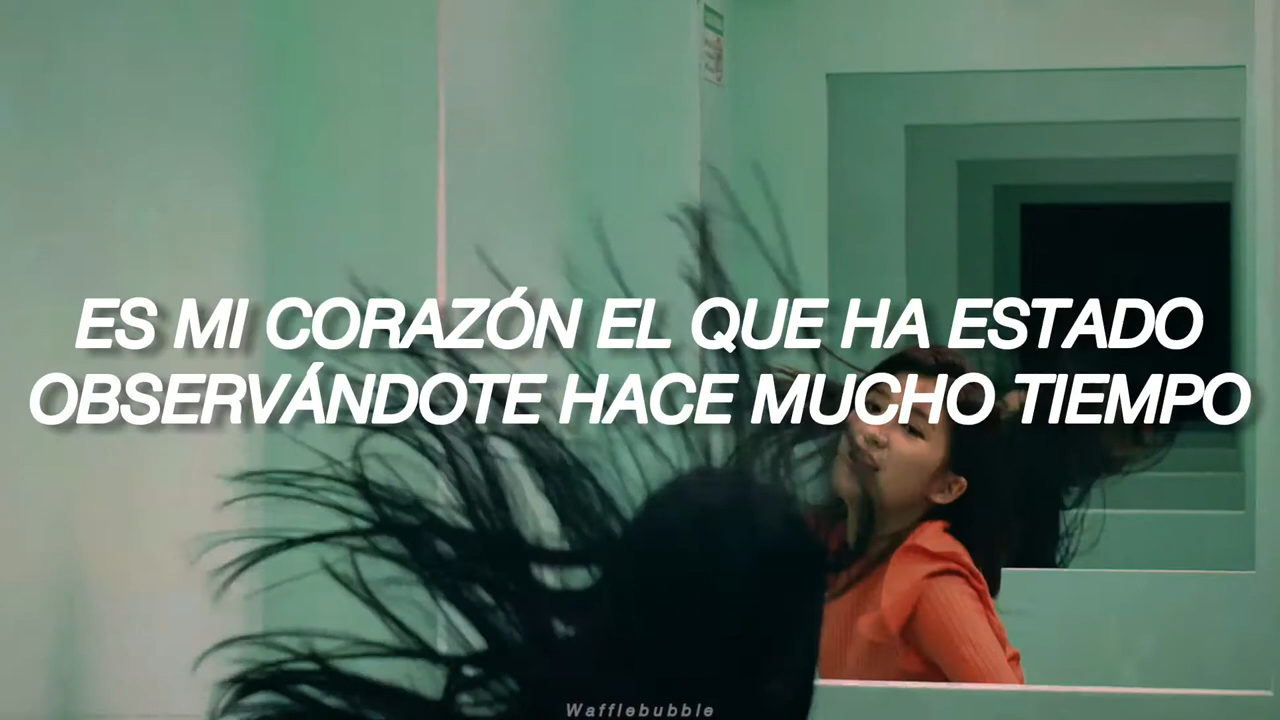 ES MI CORAZÓN EL QUE HA ESTADO
OBSERVÁNDOTE HACE MUCHO TIEMPO
Wafflebubble